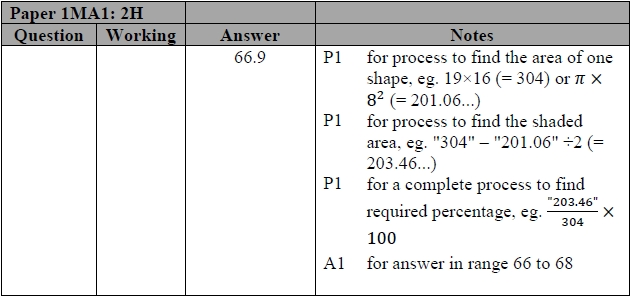 Paper 1MA1: 2H
Question Working Answer Notes
66.9 P1 for process to find the area of one
shape, eg. 19×16 (= 304) or π ×
8² (= 201.06...)
P1 for process to find the shaded
area, eg. "304" – "201.06" ÷2 (=
203.46...)
P1 for a complete process to find
required percentage, eg. "203.46"/304 ×
100
A1 for answer in range 66 to 68